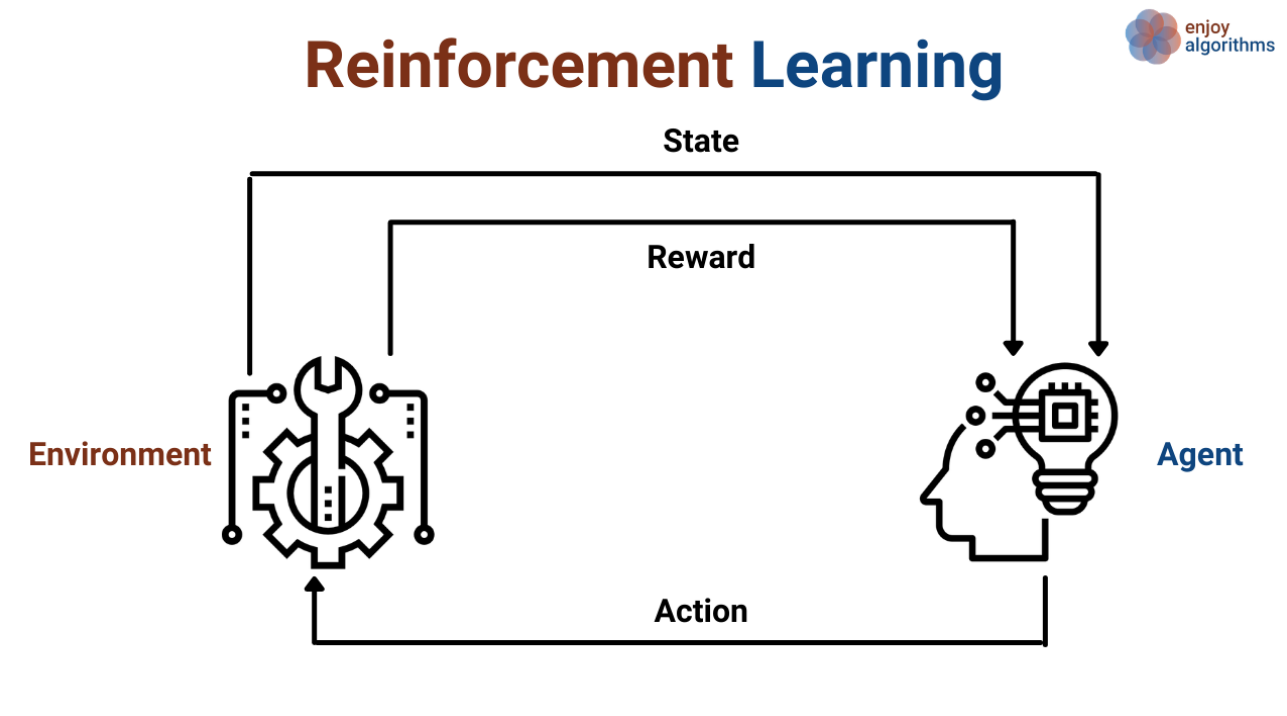 enjoy
algorithms
Reinforcement Learning
State
Reward
Environment
Agent
Action